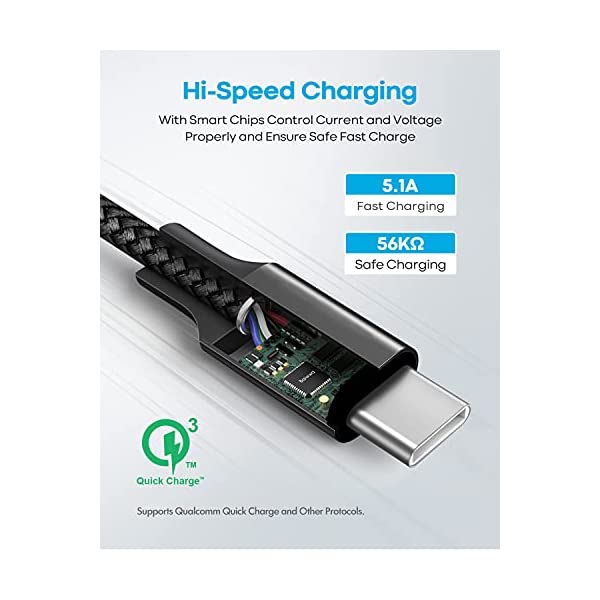 Hi-Speed Charging
With Smart Chips Control Current and Voltage
Properly and Ensure Safe Fast Charge
5.1A
Fast Charging
56KΩ
Safe Charging
3
TM
Quick Charge™
Supports Qualcomm Quick Charge and Other Protocols.